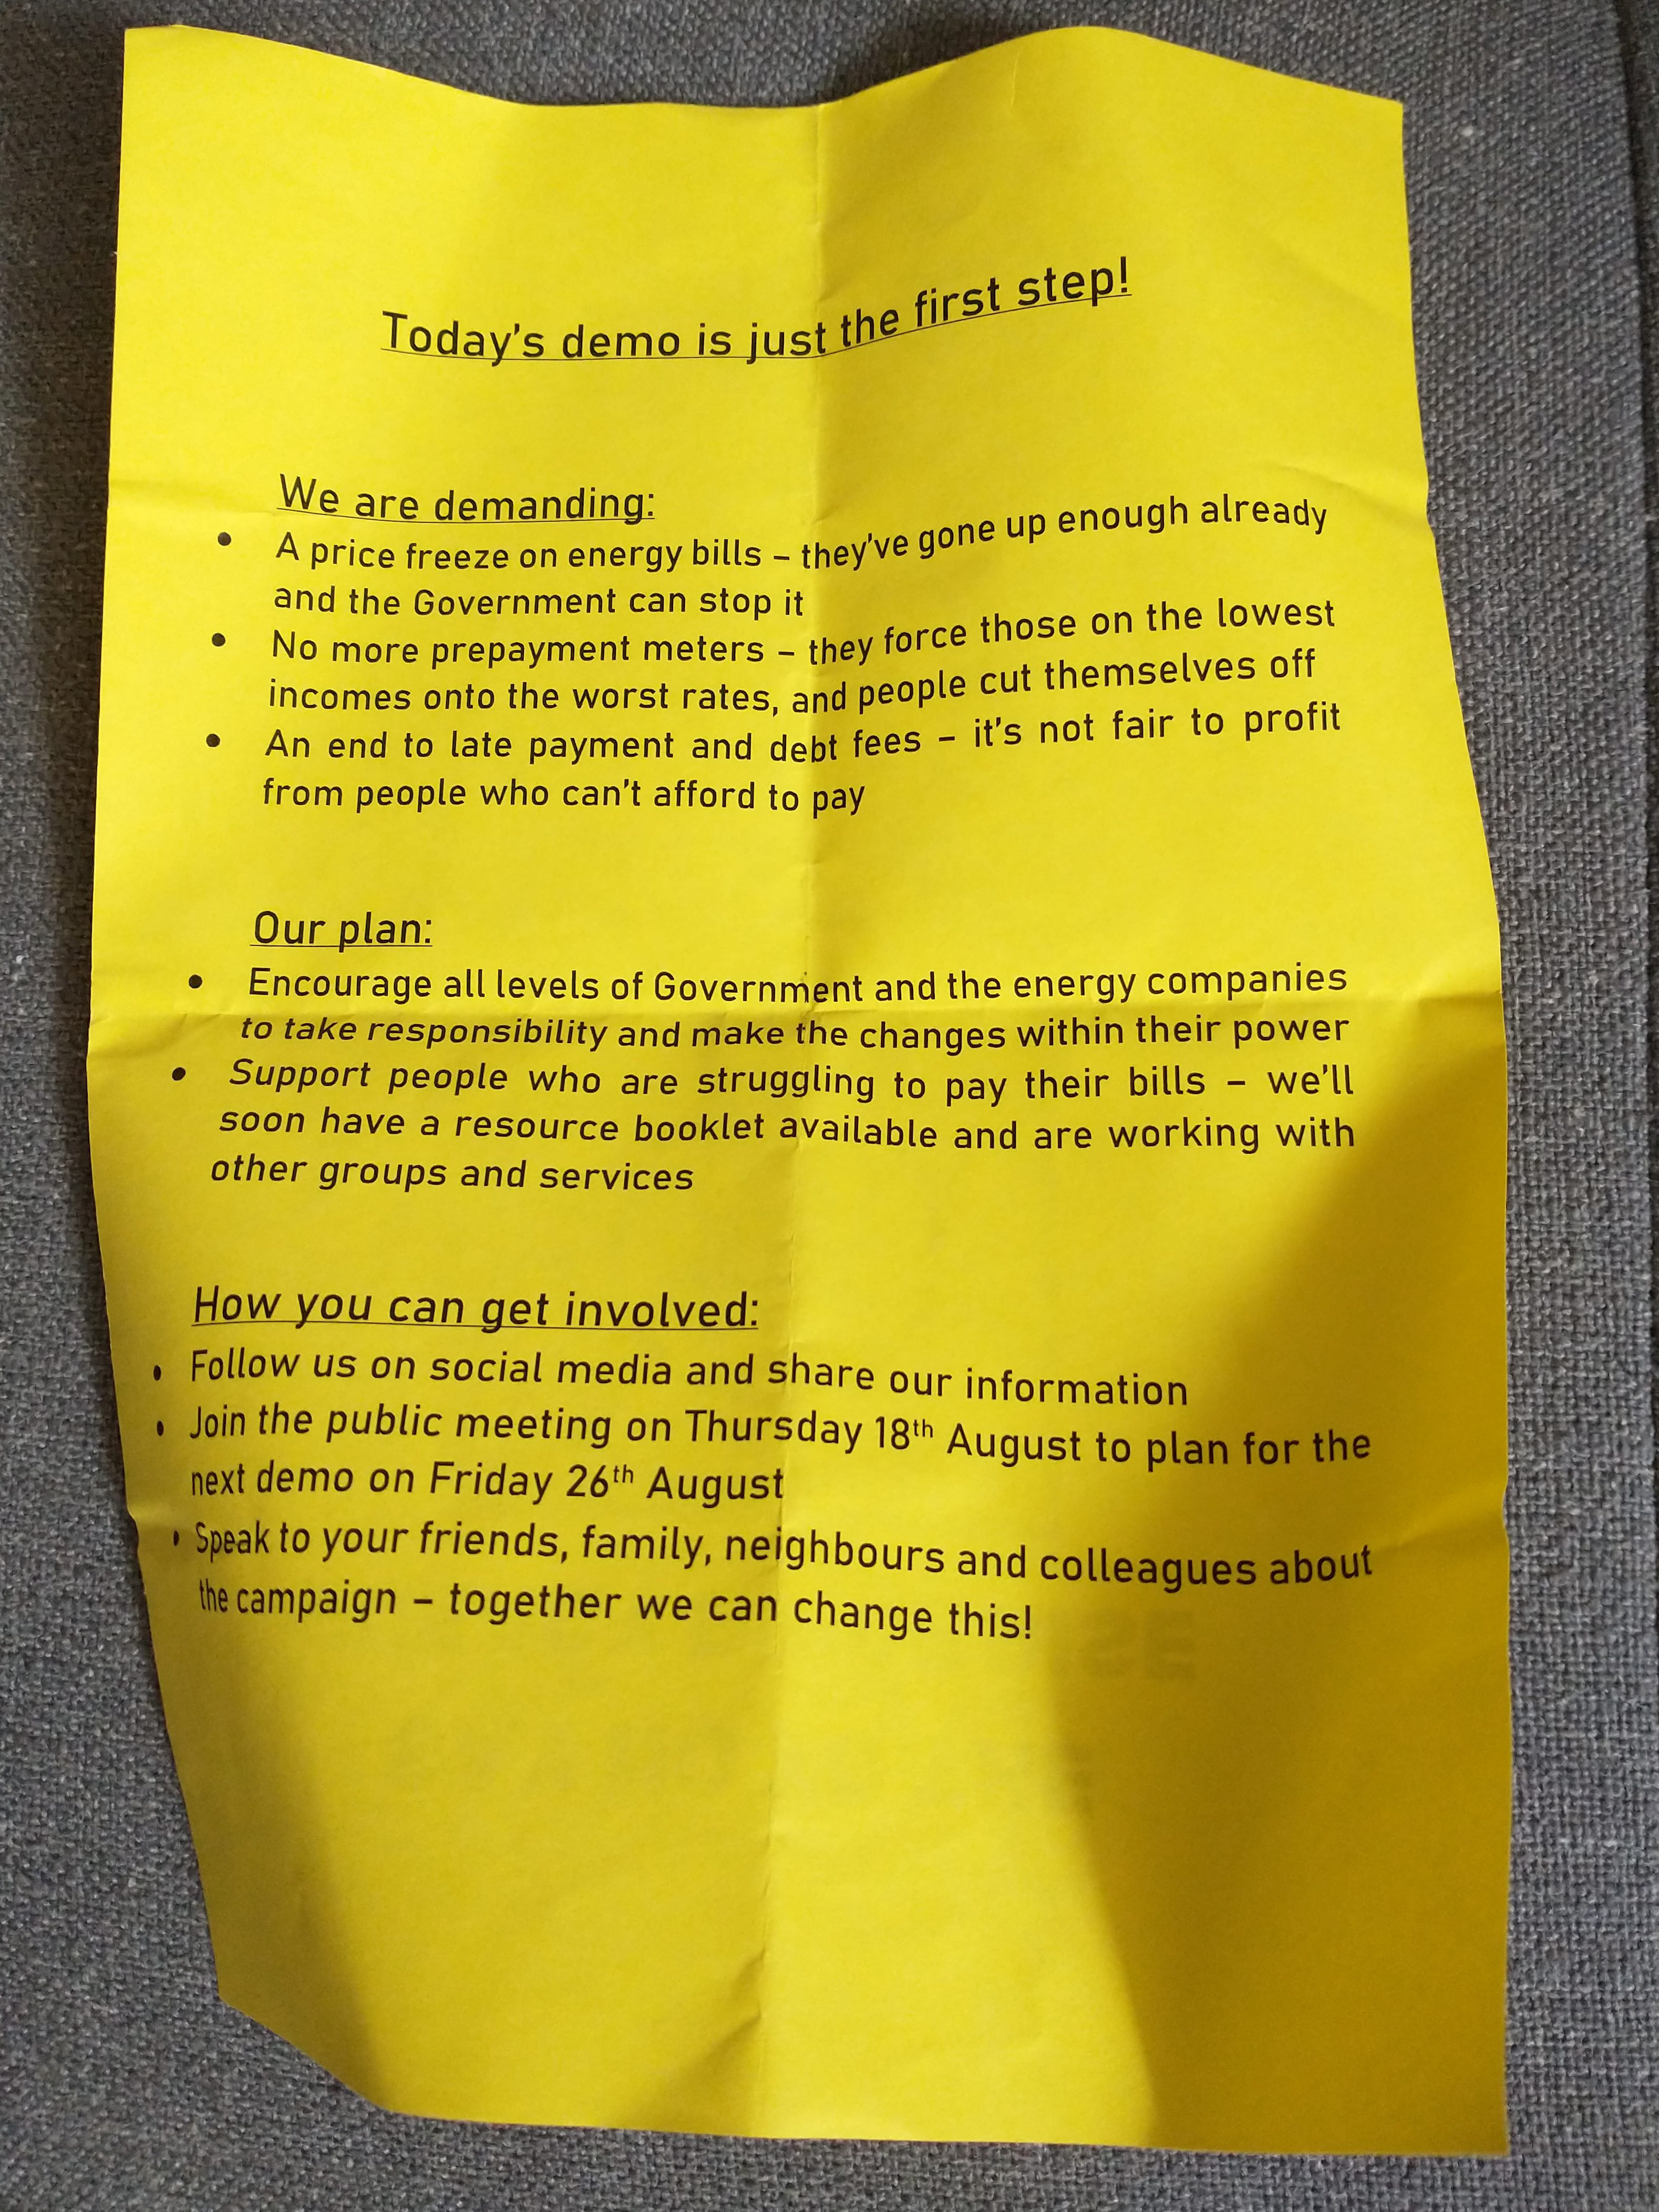 Today's demo is just the first step!
We are demanding:
• A price freeze on energy bills – they've gone up enough already
and the Government can stop it
• No more prepayment meters – they force those on the lowest
incomes onto the worst rates, and people cut themselves off
• An end to late payment and debt fees – it's not fair to profit
from people who can't afford to pay
Our plan:
• Encourage all levels of Government and the energy companies
to take responsibility and make the changes within their power
• Support people who are struggling to pay their bills – we'll
soon have a resource booklet available and are working with
other groups and services
How you can get involved:
• Follow us on social media and share our information
• Join the public meeting on Thursday 18th August to plan for the
next demo on Friday 26th August
• Speak to your friends, family, neighbours and colleagues about
the campaign – together we can change this!